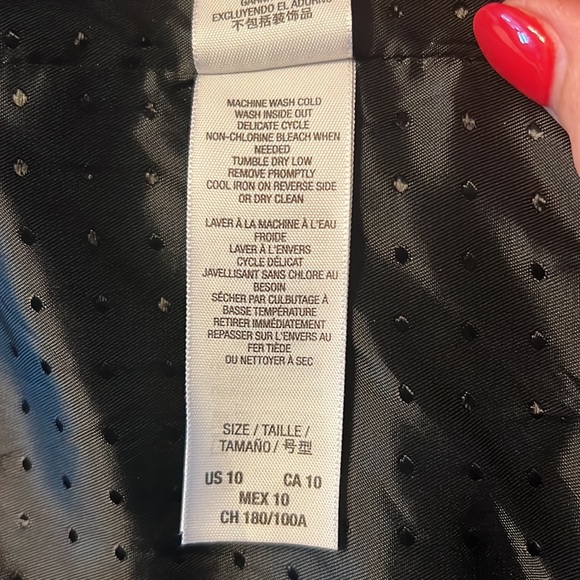 EXCLUYENDO EL ADORNO
不包括装饰品
MACHINE WASH COLD
WASH INSIDE OUT
DELICATE CYCLE
NON-CHLORINE BLEACH WHEN
NEEDED
TUMBLE DRY LOW
REMOVE PROMPTLY
COOL IRON ON REVERSE SIDE
OR DRY CLEAN
LAVER À LA MACHINE À L'EAU
FROIDE
LAVER À L'ENVERS
CYCLE DÉLICAT
JAVELLISANT SANS CHLORE AU
BESOIN
SÉCHER PAR CULBUTAGE À
BASSE TEMPÉRATURE
RETIRER IMMÉDIATEMENT
REPASSER SUR L'ENVERS AU
FER TIÈDE
OU NETTOYER À SEC
SIZE / TAILLE /
TAMAÑO / 号型
US 10 CA 10
MEX 10
CH 180/100A